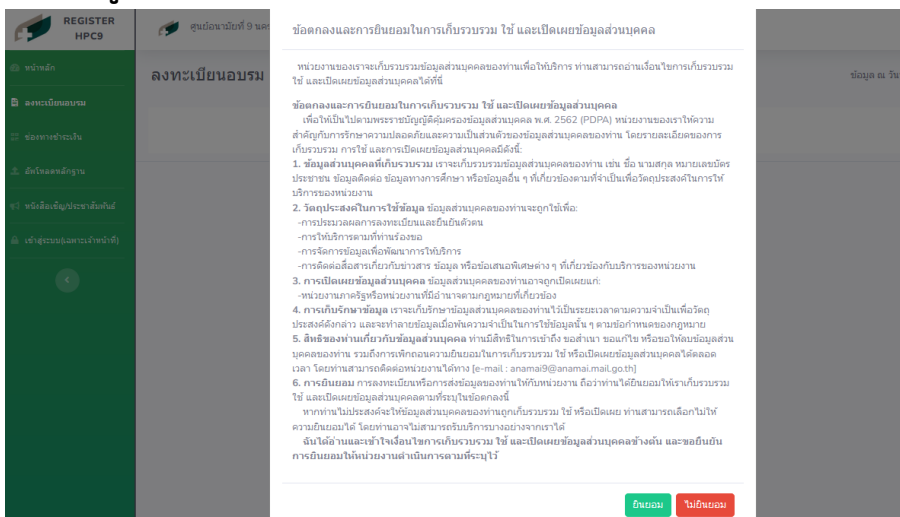 REGISTER
HPC9
หน้าหลัก
ลงทะเบียนอบรม
ช่องทางชำระเงิน
อัพโหลดหลักฐาน
หนังสือเชิญ/ประชาสัมพันธ์
เข้าสู่ระบบ(เฉพาะเจ้าหน้าที่)
ศูนย์อนามัยที่ 9 นคร
ลงทะเบียนอบรม
ข้อมูล ณ วัน
ข้อตกลงและการยินยอมในการเก็บรวบรวม ใช้ และเปิดเผยข้อมูลส่วนบุคคล
หน่วยงานของเราจะเก็บรวบรวมข้อมูลส่วนบุคคลของท่านเพื่อให้บริการ ท่านสามารถอ่านเงื่อนไขการเก็บรวบรวม
ใช้ และเปิดเผยข้อมูลส่วนบุคคลได้ที่นี่
ข้อตกลงและการยินยอมในการเก็บรวบรวม ใช้ และเปิดเผยข้อมูลส่วนบุคคล
เพื่อให้เป็นไปตามพระราชบัญญัติคุ้มครองข้อมูลส่วนบุคคล พ.ศ. 2562 (PDPA) หน่วยงานของเราให้ความ
สำคัญกับการรักษาความปลอดภัยและความเป็นส่วนตัวของข้อมูลส่วนบุคคลของท่าน โดยรายละเอียดของการ
เก็บรวบรวม การใช้ และการเปิดเผยข้อมูลมีดังนี้:
1. ข้อมูลส่วนบุคคลที่เก็บรวบรวม เราจะเก็บรวบรวมข้อมูลส่วนบุคคลของท่าน เช่น ชื่อ นามสกุล หมายเลขบัตร
ประชาชน ข้อมูลติดต่อ ข้อมูลทางการศึกษา หรือข้อมูลอื่น ๆ ที่เกี่ยวข้องตามที่จำเป็นเพื่อวัตถุประสงค์ในการให้
บริการของหน่วยงาน
2. วัตถุประสงค์ในการใช้ข้อมูล ข้อมูลส่วนบุคคลของท่านจะถูกใช้เพื่อ:
-การประมวลผลการลงทะเบียนและยืนยันตัวตน
-การให้บริการตามที่ท่านร้องขอ
-การจัดการข้อมูลเพื่อพัฒนาการให้บริการ
-การติดต่อสื่อสารเกี่ยวกับข่าวสาร ข้อมูล หรือข้อเสนอพิเศษต่าง ๆ ที่เกี่ยวข้องกับบริการของหน่วยงาน
3. การเปิดเผยข้อมูลส่วนบุคคล ข้อมูลส่วนบุคคลของท่านอาจถูกเปิดเผยแก่:
-หน่วยงานภาครัฐหรือหน่วยงานที่มีอำนาจตามกฎหมายที่เกี่ยวข้อง
4. การเก็บรักษาข้อมูล เราจะเก็บรักษาข้อมูลส่วนบุคคลของท่านไว้เป็นระยะเวลาตามความจำเป็นเพื่อวัตถุ
ประสงค์ดังกล่าว และจะทำลายข้อมูลเมื่อพ้นความจำเป็นในการใช้ข้อมูลนั้น ๆ ตามข้อกำหนดของกฎหมาย
5. สิทธิของท่านเกี่ยวกับข้อมูลส่วนบุคคล ท่านมีสิทธิในการเข้าถึง ขอสำเนา ขอแก้ไข หรือขอให้ลบข้อมูลส่วน
บุคคลของท่าน รวมถึงการเพิกถอนความยินยอมในการเก็บรวบรวม ใช้ หรือเปิดเผยข้อมูลส่วนบุคคลได้ตลอด
เวลา โดยท่านสามารถติดต่อหน่วยงานได้ทาง [e-mail : anamai9@anamai.mail.go.th]
6. การยินยอม การลงทะเบียนหรือการส่งข้อมูลของท่านให้กับหน่วยงาน ถือว่าท่านได้ยินยอมให้เราเก็บรวบรวม
ใช้ และเปิดเผยข้อมูลส่วนบุคคลตามที่ระบุในข้อตกลงนี้
หากท่านไม่ประสงค์จะให้ข้อมูลส่วนบุคคลของท่านถูกเก็บรวบรวม ใช้ หรือเปิดเผย ท่านสามารถเลือกไม่ให้
ความยินยอมได้ โดยท่านอาจไม่สามารถรับบริการบางอย่างจากเราได้
ฉันได้อ่านและเข้าใจเงื่อนไขการเก็บรวบรวม ใช้ และเปิดเผยข้อมูลส่วนบุคคลข้างต้น และขอยืนยัน
การยินยอมให้หน่วยงานดำเนินการตามที่ระบุไว้
ยินยอม
ไม่ยินยอม